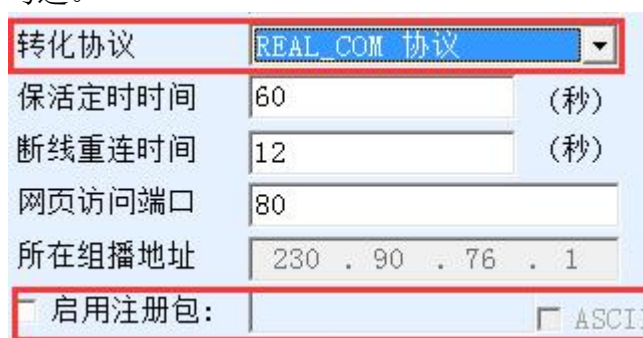 转化协议 REAL_COM 协议
保活定时时间 60 (秒)
断线重连时间 12 (秒)
网页访问端口 80
所在组播地址 230 . 90 . 76 . 1
启用注册包: ASCII